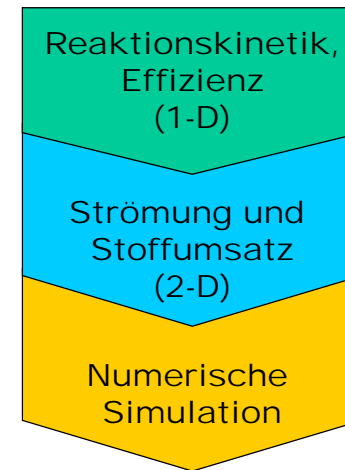 Reaktionskinetik,
Effizienz
(1-D)
Strömung und
Stoffumsatz
(2-D)
Numerische
Simulation